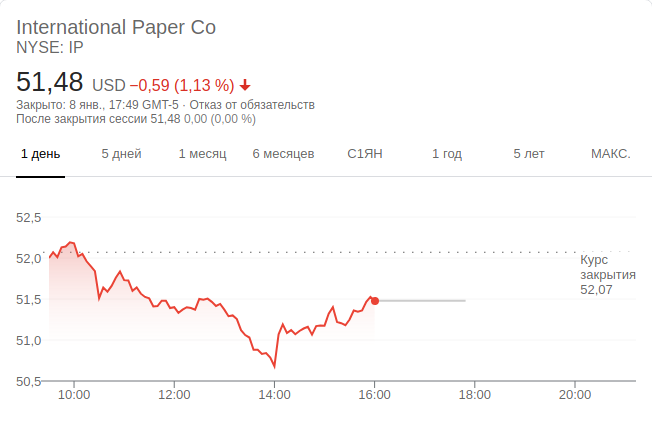 International Paper Co
NYSE: IP
51,48 USD −0,59 (1,13 %)
Закрыто: 8 янв., 17:49 GMT-5 · Отказ от обязательств
После закрытия сессии 51,48 0,00 (0,00 %)
1 день 5 дней 1 месяц 6 месяцев С1ЯН 1 год 5 лет МАКС.
52,5
52,0
51,5
51,0
50,5
Курс
закрытия
52,07
10:00 12:00 14:00 16:00 18:00 20:00